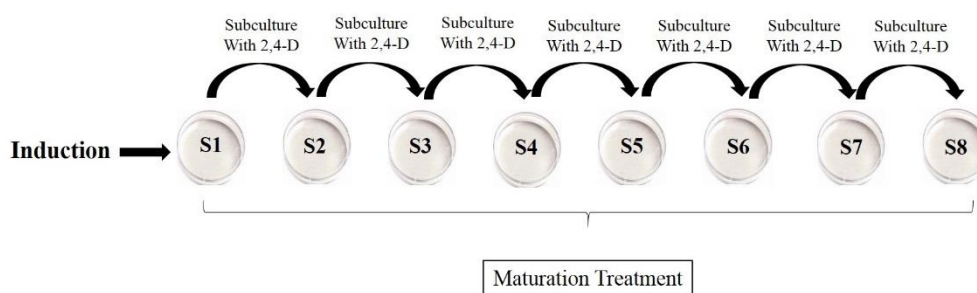 Subculture With 2,4-D
Subculture With 2,4-D
Subculture With 2,4-D
Subculture With 2,4-D
Subculture With 2,4-D
Subculture With 2,4-D
Subculture With 2,4-D
Induction
S1
S2
S3
S4
S5
S6
S7
S8
Maturation Treatment